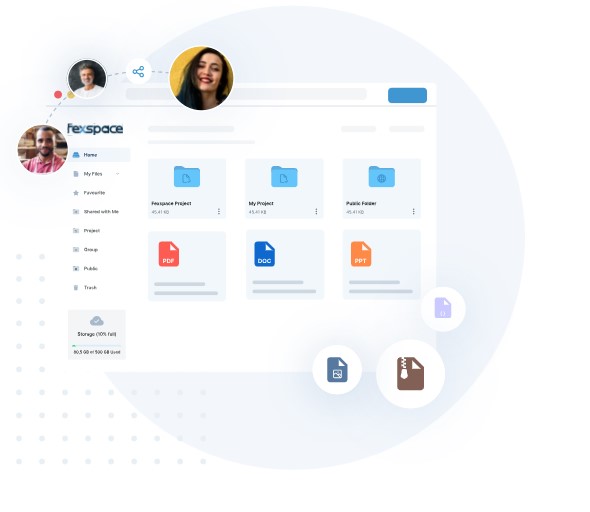 fexspace
Home
My Files
Favourite
Shared with Me
Project
Group
Public
Trash
Storage (10% full)
60.5 GB of 500 GB Used
Fexspace Project
45.41 KB
My Project
45.41 KB
Public Folder
45.41 KB
PDF
DOC
PPT